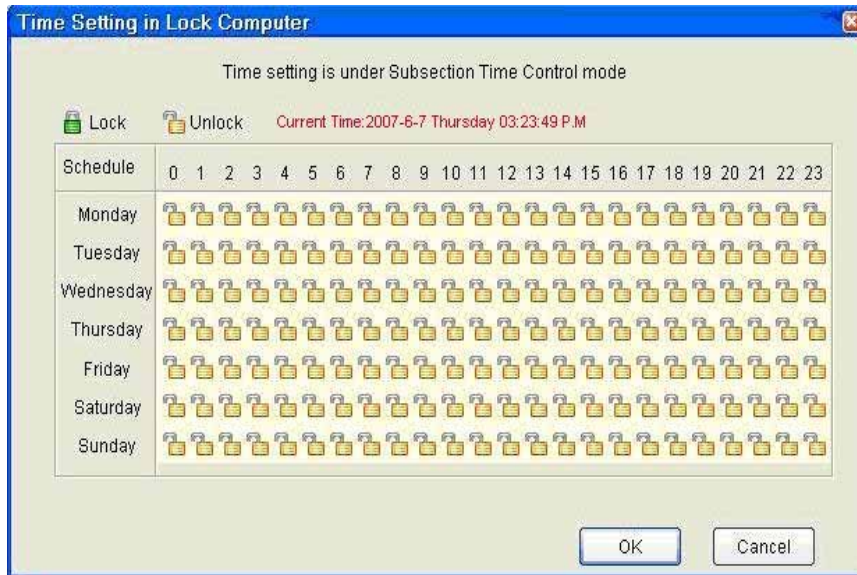 Time Setting in Lock Computer
Time setting is under Subsection Time Control mode
Lock Unlock Current Time:2007-6-7 Thursday 03:23:49 P.M
Schedule 0 1 2 3 4 5 6 7 8 9 10 11 12 13 14 15 16 17 18 19 20 21 22 23
Monday
Tuesday
Wednesday
Thursday
Friday
Saturday
Sunday
OK Cancel